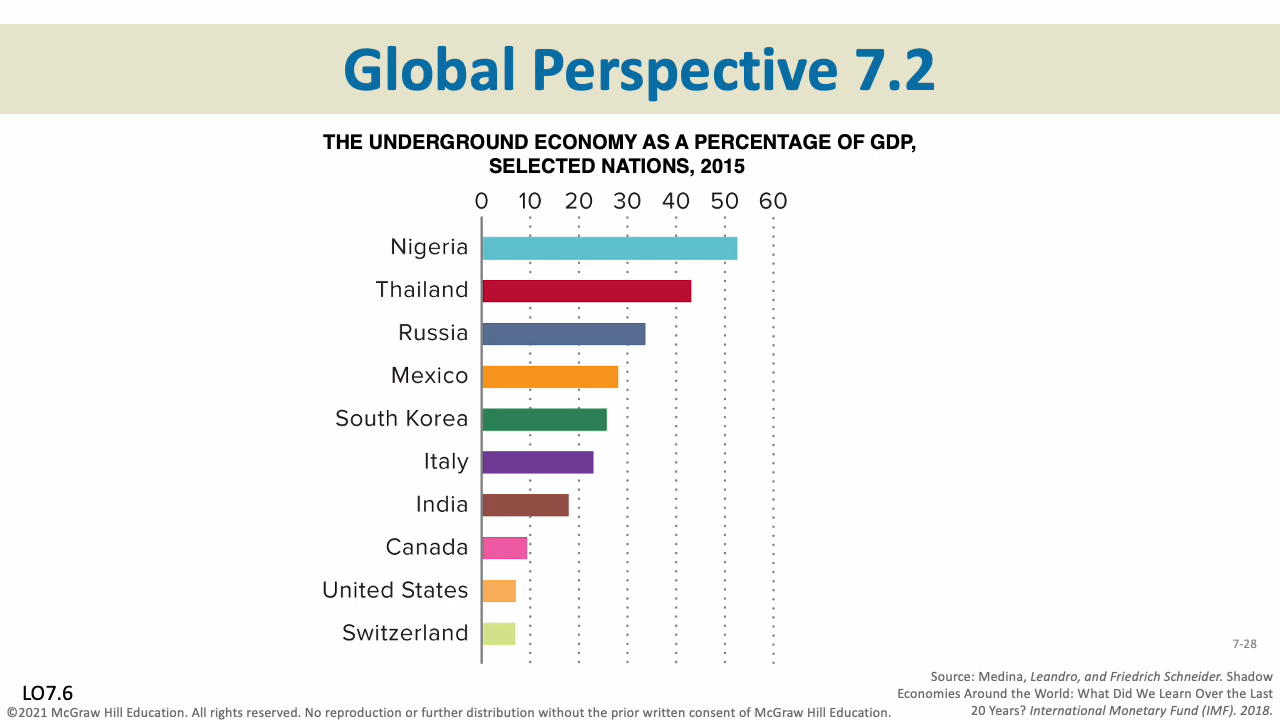 Global Perspective 7.2
THE UNDERGROUND ECONOMY AS A PERCENTAGE OF GDP,
SELECTED NATIONS, 2015
0 10 20 30 40 50 60
Nigeria
Thailand
Russia
Mexico
South Korea
Italy
India
Canada
United States
Switzerland
7-28
LO7.6
Source: Medina, Leandro, and Friedrich Schneider. Shadow
Economies Around the World: What Did We Learn Over the Last
20 Years? International Monetary Fund (IMF). 2018.
©2021 McGraw Hill Education. All rights reserved. No reproduction or further distribution without the prior written consent of McGraw Hill Education.